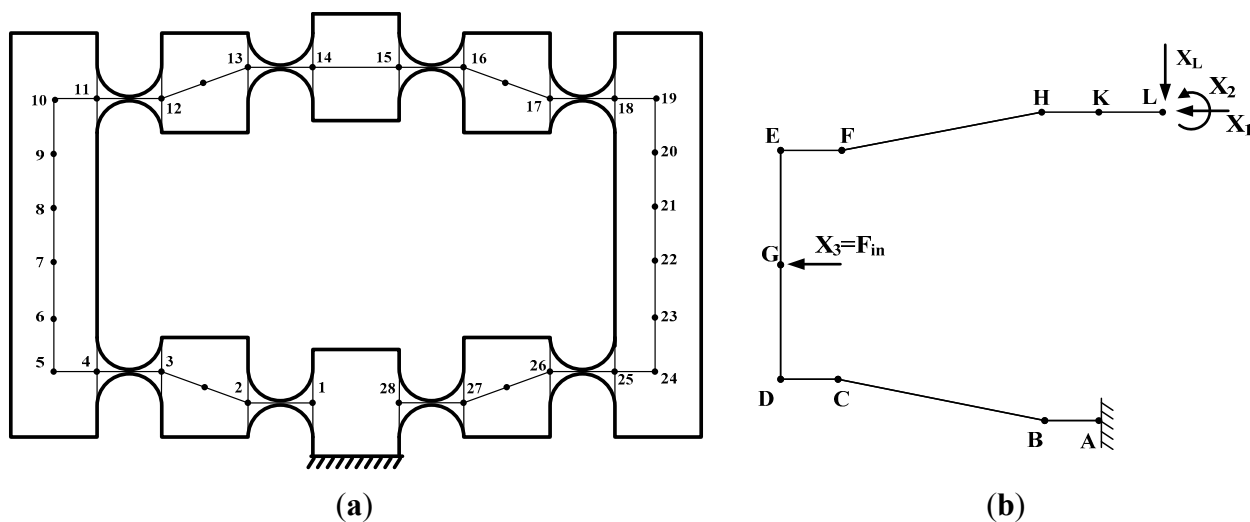 13 14 15 16
11 12 17 18
10 19
9 20
8 21
7 22
6 23
5 4 3 26 25 24
2 1 28 27
(a)
X_L
X_2
H K L
X_1
E F
X_3=F_in
G
D C
B A
(b)